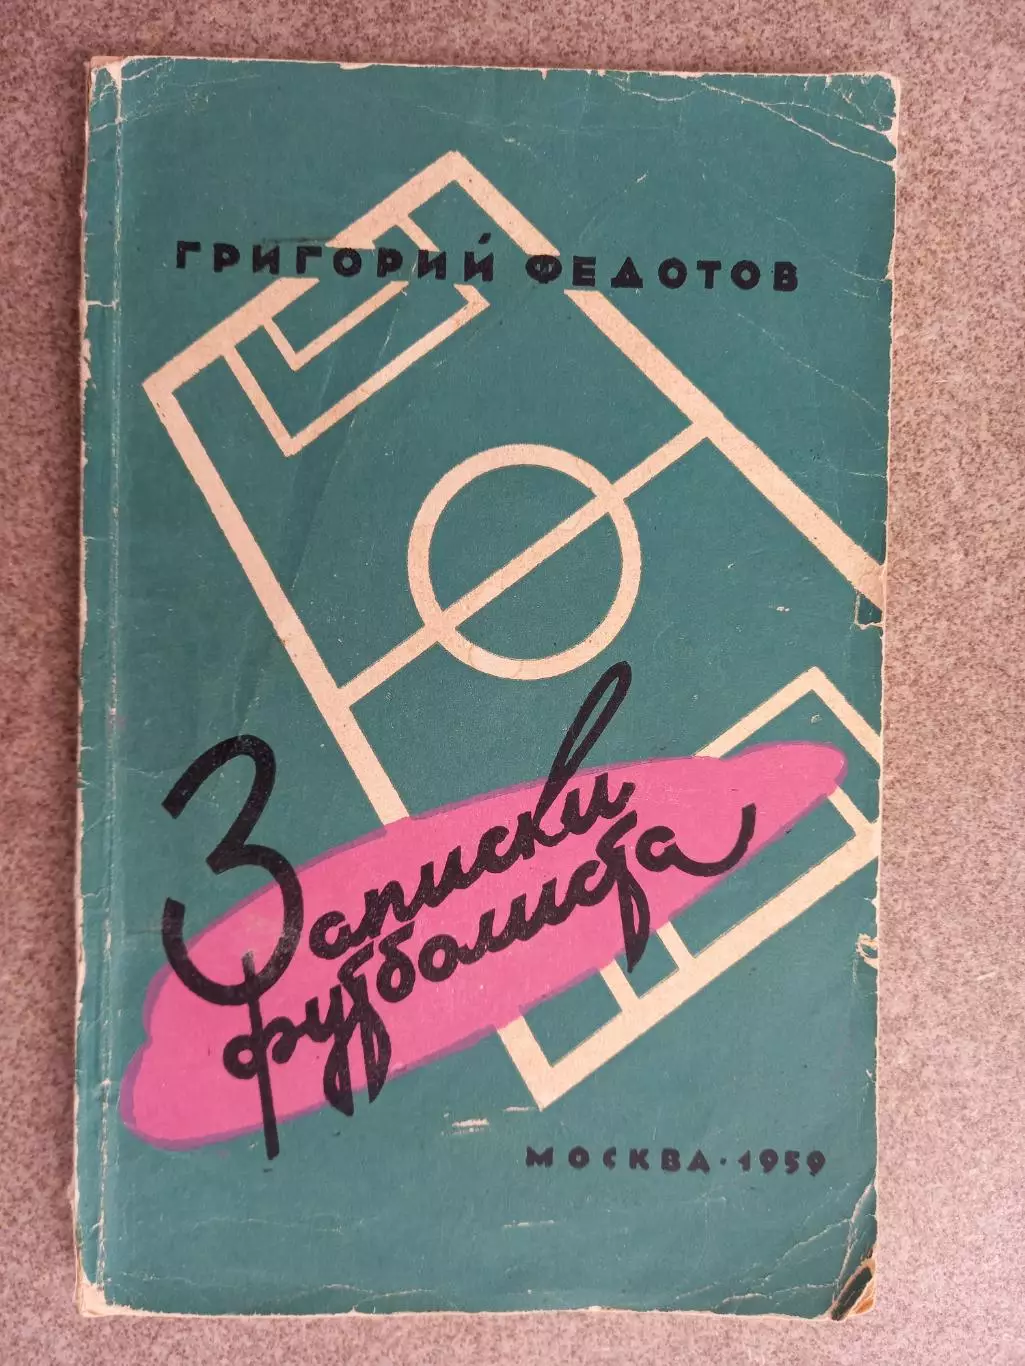 ГРИГОРИЙ ФЕДОТОВ
Записки
футболиста
МОСКВА · 1959